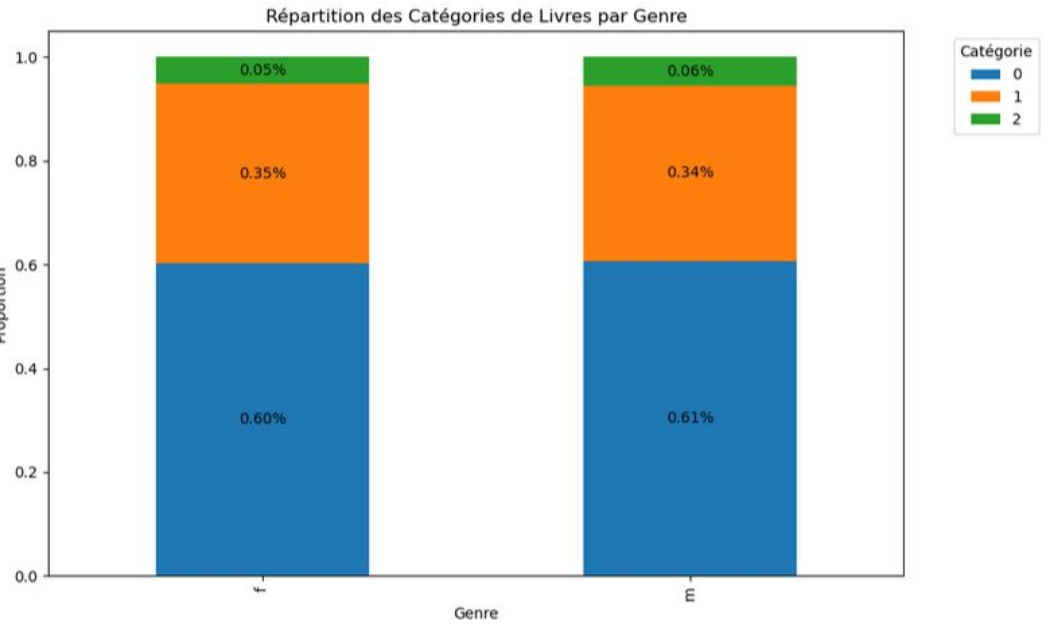 Répartition des Catégories de Livres par Genre
Catégorie
0
1
2
1.0
0.8
0.6
0.4
0.2
0.0
Proportion
0.05%
0.06%
0.35%
0.34%
0.60%
0.61%
f
m
Genre